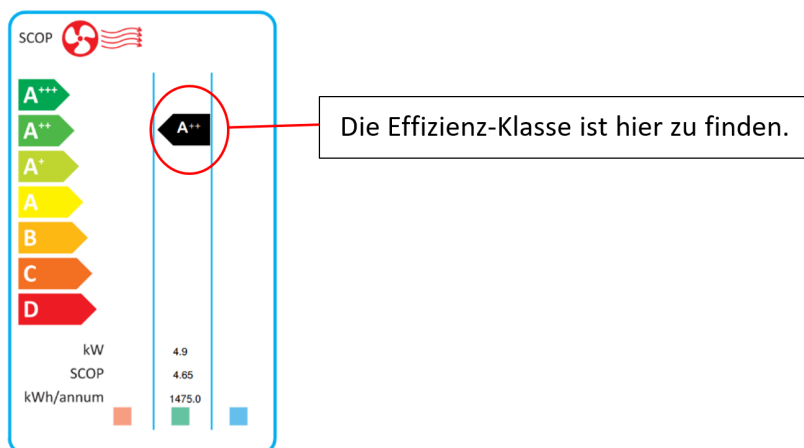 SCOP
A+++
A++
A++
Die Effizienz-Klasse ist hier zu finden.
A+
A
B
C
D
kW 4.9
SCOP 4.65
kWh/annum 1475.0